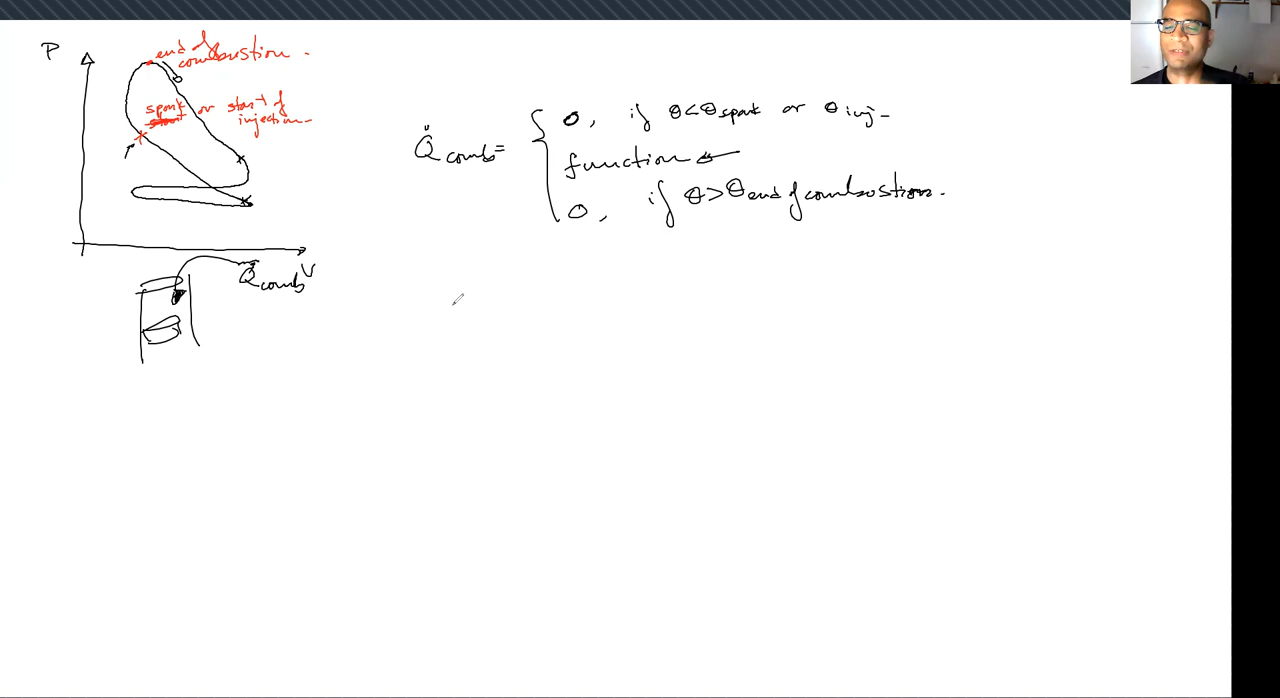 P
end of
combustion.
spark or start of
injection-
V
Q̇comb
Q̇comb=
0, if θ<θspark or θinj-
function
0, if θ>θend of combustion.